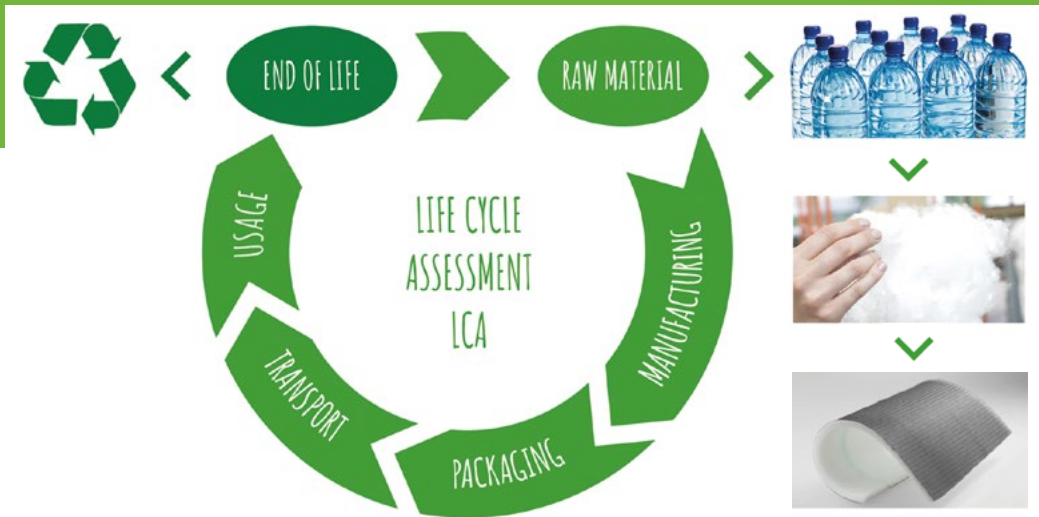 END OF LIFE
RAW MATERIAL
LIFE CYCLE
ASSESSMENT
LCA
MANUFACTURING
PACKAGING
TRANSPORT
USAGE